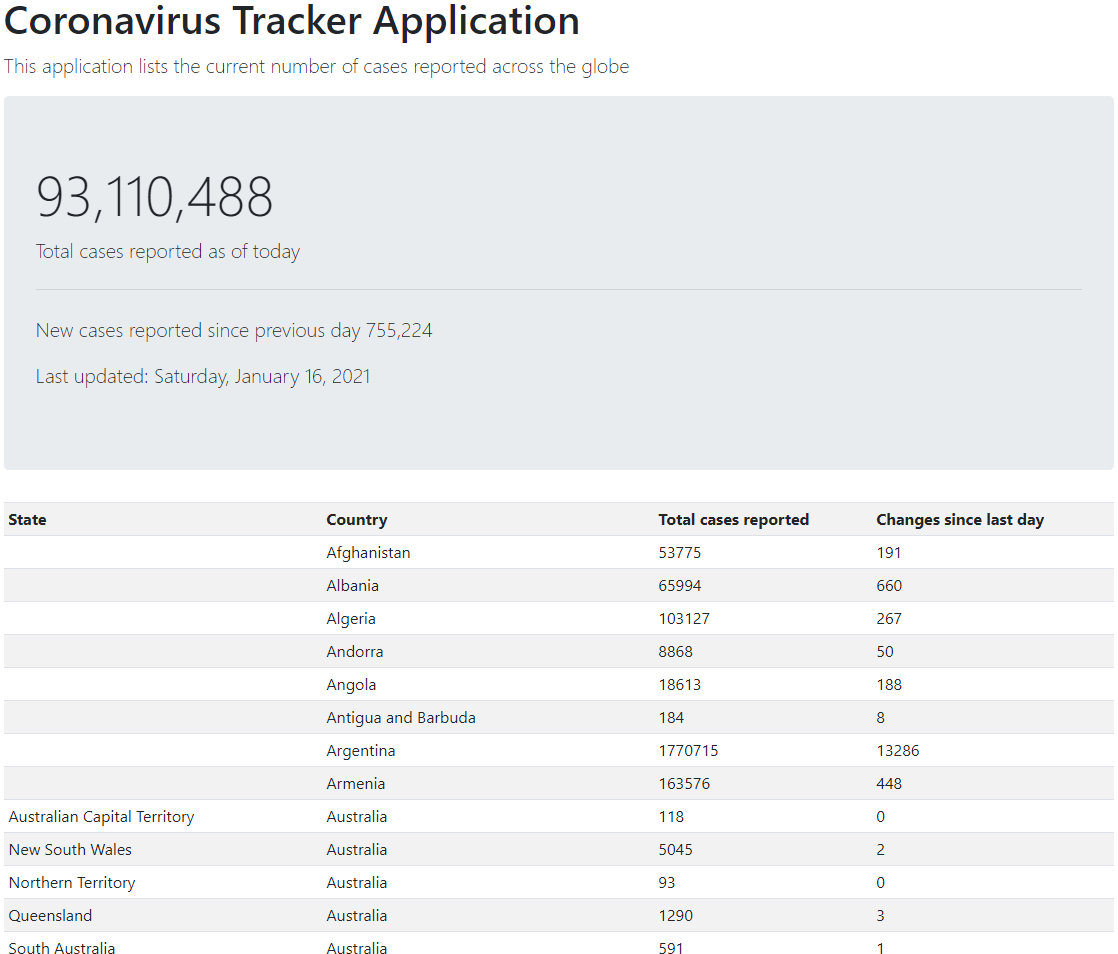 Coronavirus Tracker Application
This application lists the current number of cases reported across the globe
93,110,488
Total cases reported as of today
New cases reported since previous day 755,224
Last updated: Saturday, January 16, 2021
State Country Total cases reported Changes since last day
Afghanistan 53775 191
Albania 65994 660
Algeria 103127 267
Andorra 8868 50
Angola 18613 188
Antigua and Barbuda 184 8
Argentina 1770715 13286
Armenia 163576 448
Australian Capital Territory Australia 118 0
New South Wales Australia 5045 2
Northern Territory Australia 93 0
Queensland Australia 1290 3
South Australia Australia 591 1